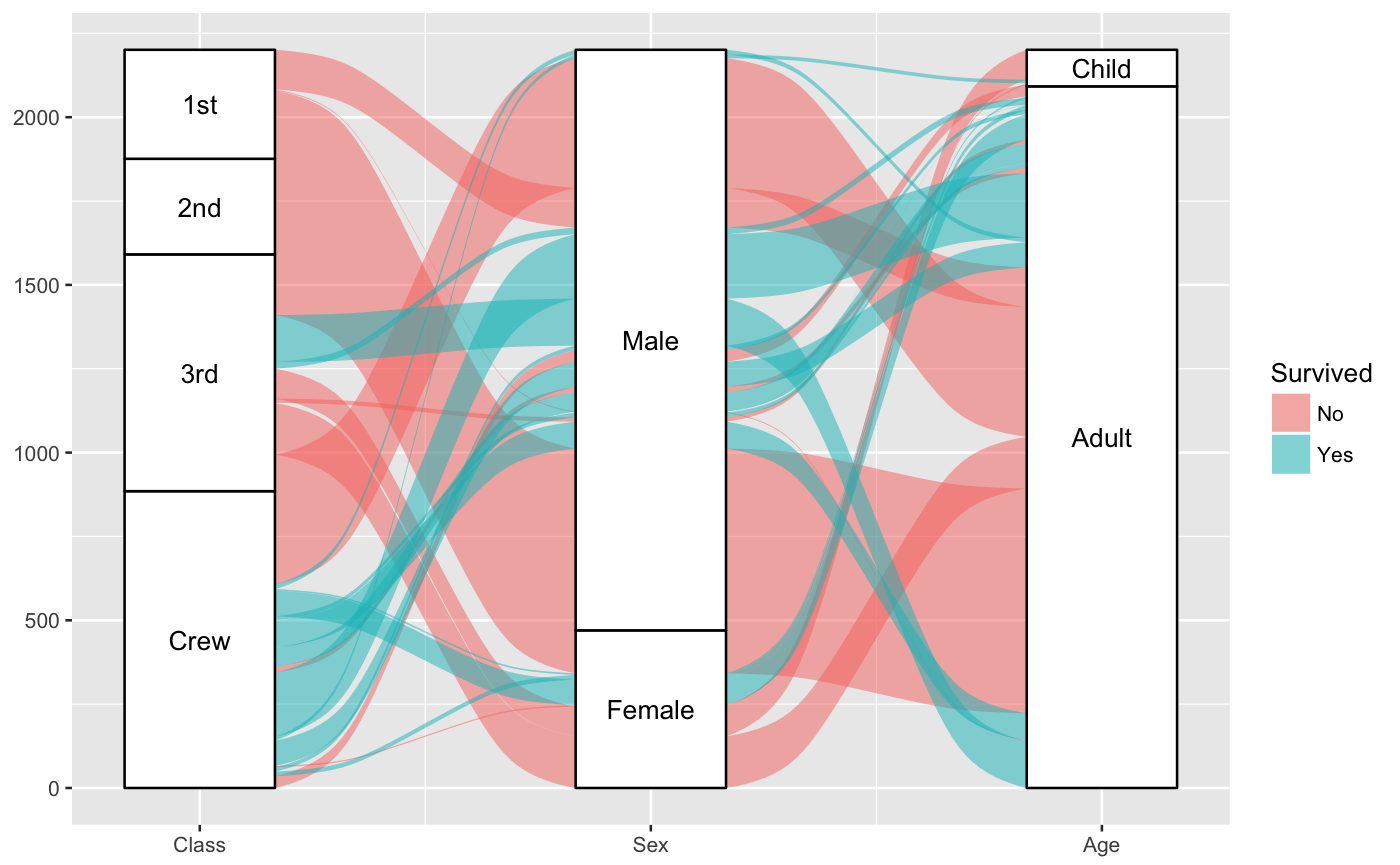 2000
1500
1000
500
0
1st
2nd
3rd
Crew
Male
Female
Child
Adult
Class
Sex
Age
Survived
No
Yes